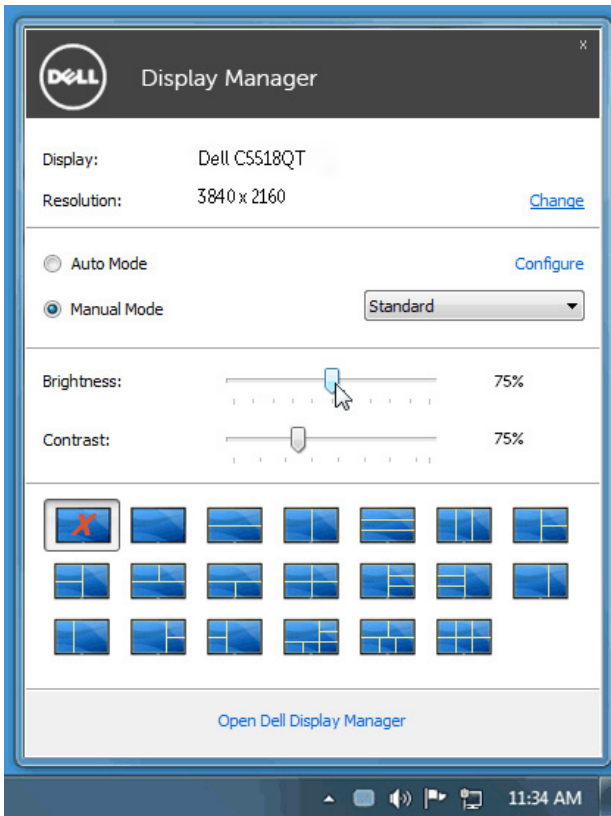 DELL
Display Manager
x
Display: Dell C5518QT
Resolution: 3840 x 2160 Change
Auto Mode Configure
Manual Mode Standard
Brightness: 75%
Contrast: 75%
X
Open Dell Display Manager
11:34 AM